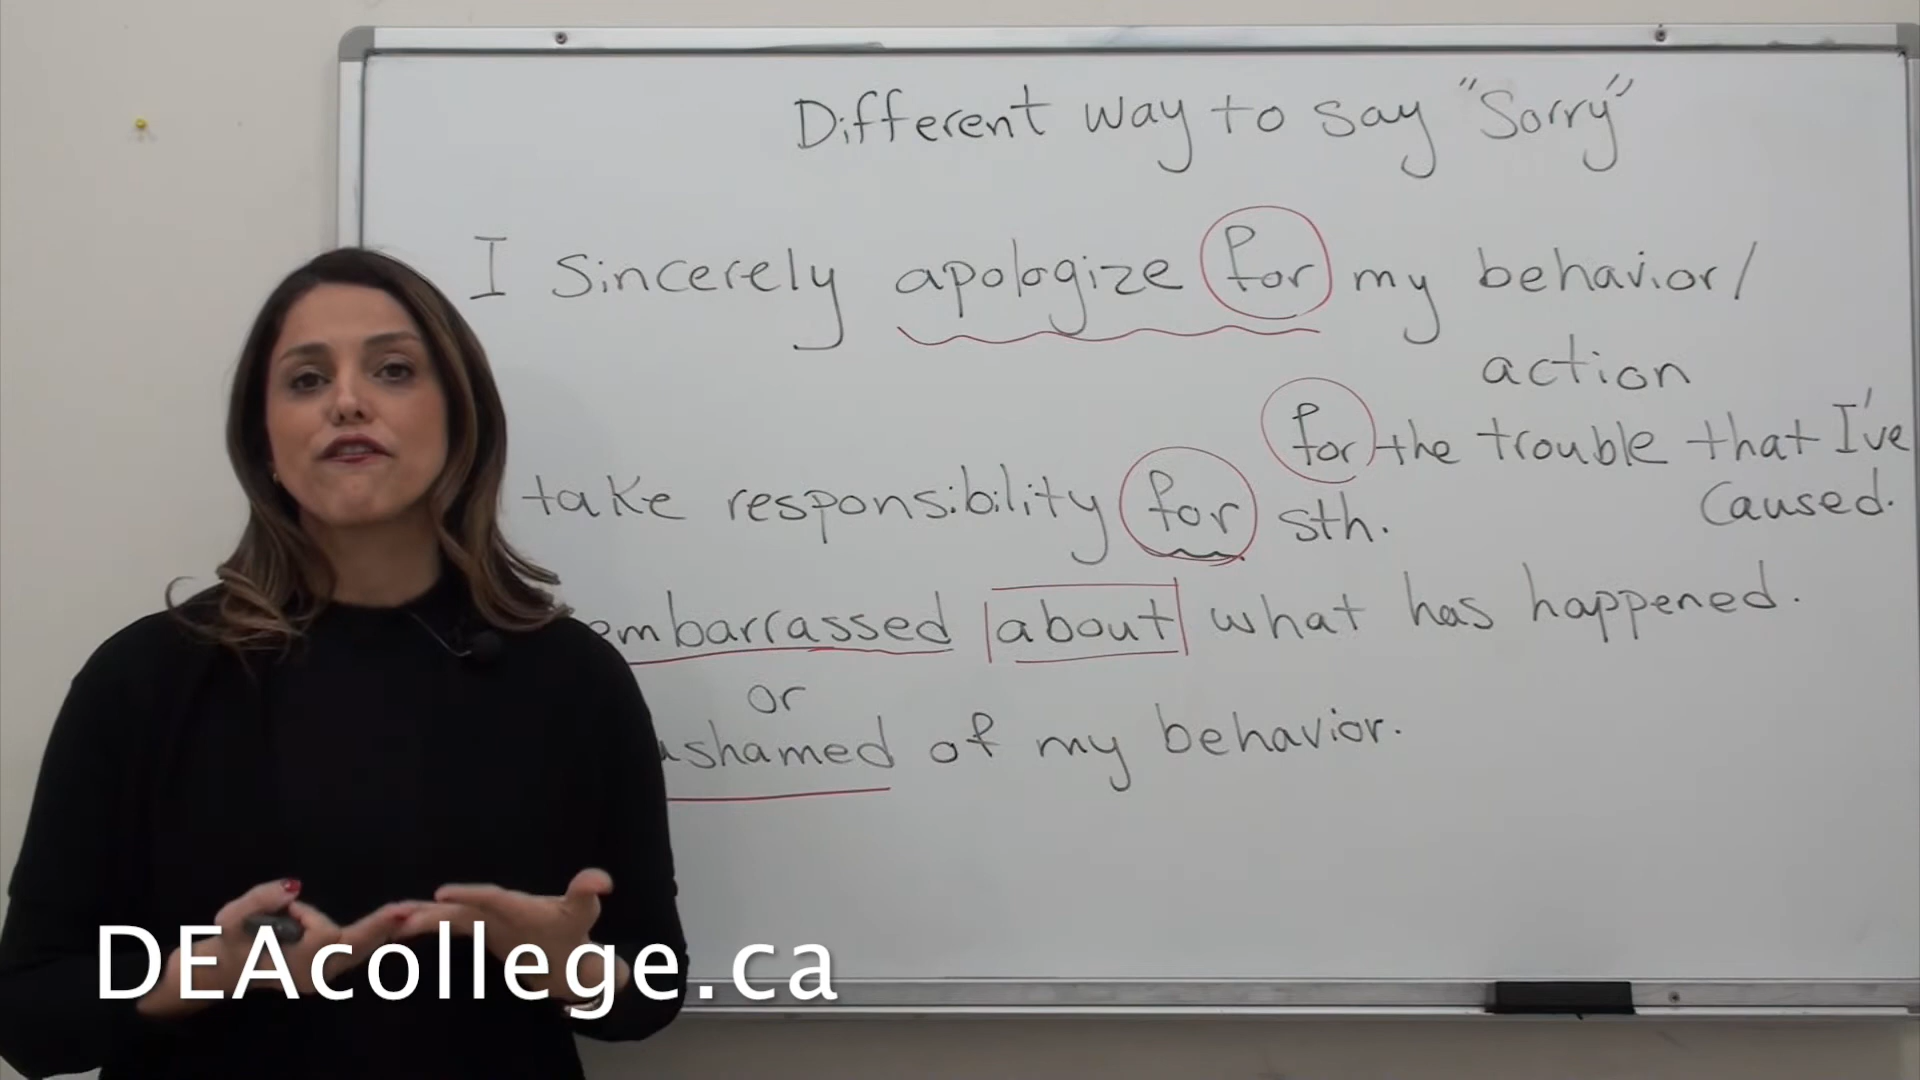 Different way to say "Sorry"
I sincerely apologize for my behavior/
action
for the trouble that I've
caused.
take responsibility for sth.
embarrassed about what has happened.
or
ashamed of my behavior.
DEAcollege.ca